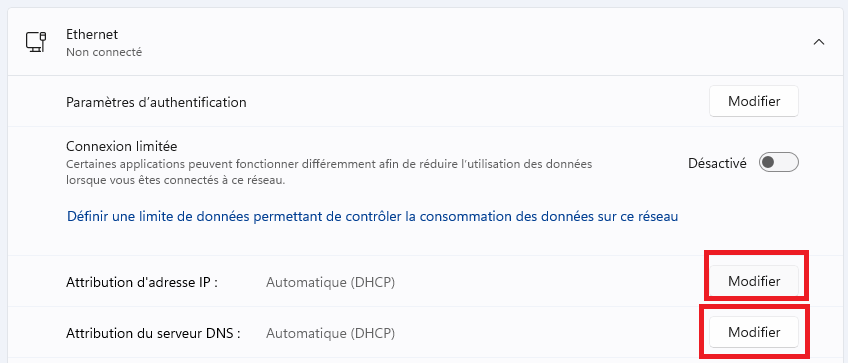 Ethernet
Non connecté
Paramètres d'authentification
Modifier
Connexion limitée
Certaines applications peuvent fonctionner différemment afin de réduire l'utilisation des données
lorsque vous êtes connectés à ce réseau.
Désactivé
Définir une limite de données permettant de contrôler la consommation des données sur ce réseau
Attribution d'adresse IP : Automatique (DHCP) Modifier
Attribution du serveur DNS : Automatique (DHCP) Modifier